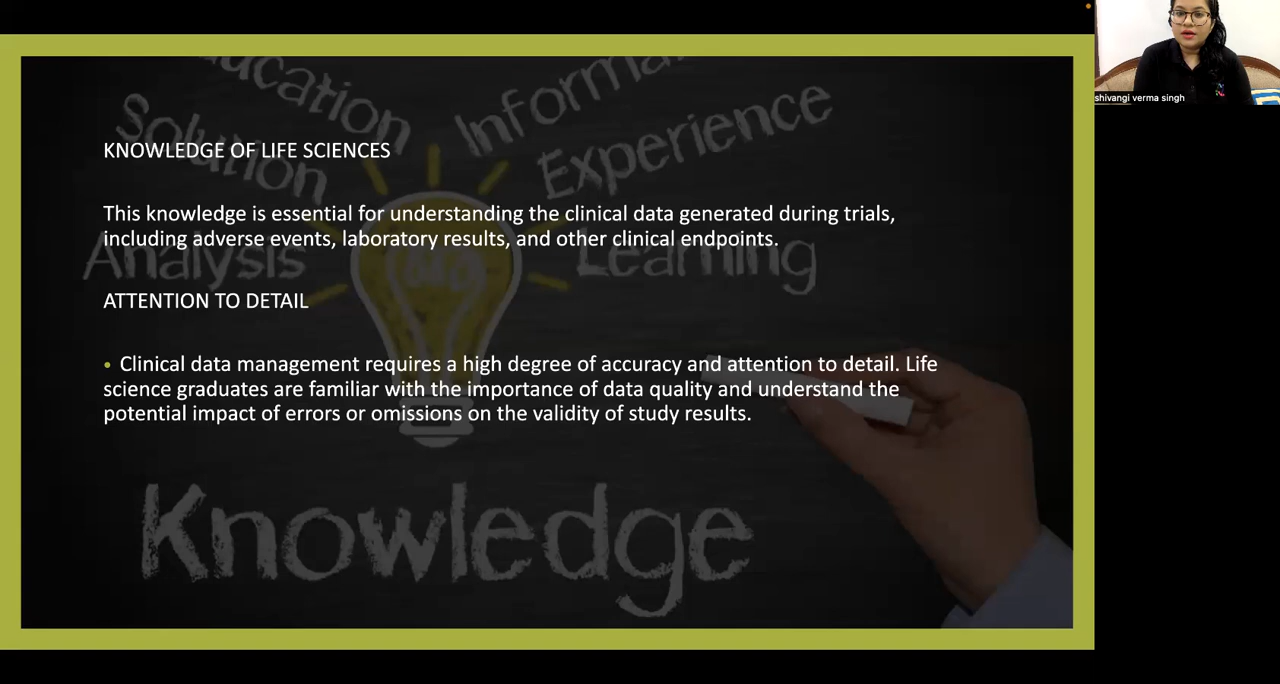 shivangi verma singh
Education
Information
Solution
Experience
KNOWLEDGE OF LIFE SCIENCES
This knowledge is essential for understanding the clinical data generated during trials,
including adverse events, laboratory results, and other clinical endpoints.
Analysis
Learning
ATTENTION TO DETAIL
• Clinical data management requires a high degree of accuracy and attention to detail. Life
science graduates are familiar with the importance of data quality and understand the
potential impact of errors or omissions on the validity of study results.
Knowledge